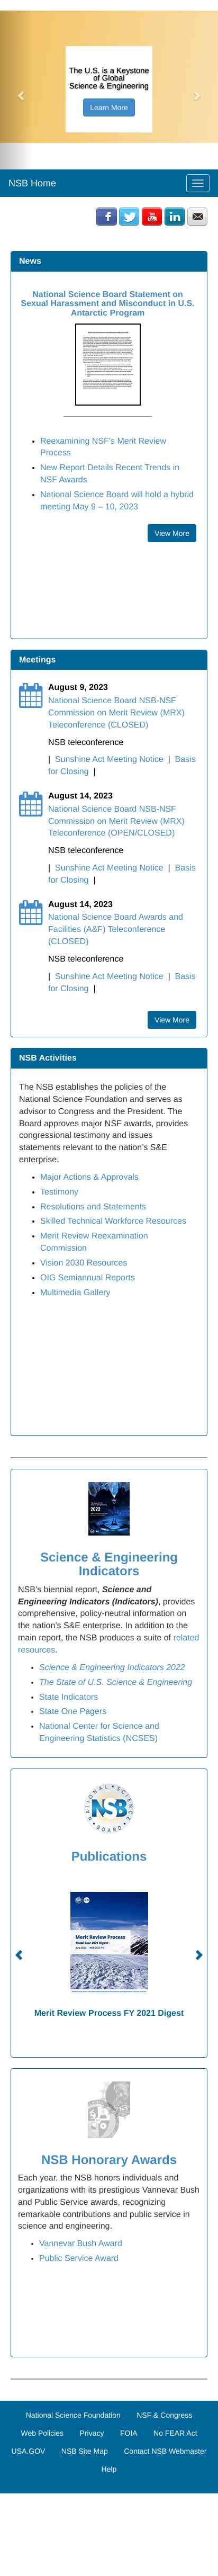 The U.S. is a Keystone
of Global
Science & Engineering
Learn More
NSB Home
News
National Science Board Statement on
Sexual Harassment and Misconduct in U.S.
Antarctic Program
Reexamining NSF's Merit Review
Process
New Report Details Recent Trends in
NSF Awards
National Science Board will hold a hybrid
meeting May 9 – 10, 2023
View More
Meetings
August 9, 2023
National Science Board NSB-NSF
Commission on Merit Review (MRX)
Teleconference (CLOSED)
NSB teleconference
| Sunshine Act Meeting Notice | Basis
for Closing |
August 14, 2023
National Science Board NSB-NSF
Commission on Merit Review (MRX)
Teleconference (OPEN/CLOSED)
NSB teleconference
| Sunshine Act Meeting Notice | Basis
for Closing |
August 14, 2023
National Science Board Awards and
Facilities (A&F) Teleconference
(CLOSED)
NSB teleconference
| Sunshine Act Meeting Notice | Basis
for Closing |
View More
NSB Activities
The NSB establishes the policies of the
National Science Foundation and serves as
advisor to Congress and the President. The
Board approves major NSF awards, provides
congressional testimony and issues
statements relevant to the nation's S&E
enterprise.
Major Actions & Approvals
Testimony
Resolutions and Statements
Skilled Technical Workforce Resources
Merit Review Reexamination
Commission
Vision 2030 Resources
OIG Semiannual Reports
Multimedia Gallery
2022
Science & Engineering
Indicators
NSB's biennial report, Science and
Engineering Indicators (Indicators), provides
comprehensive, policy-neutral information on
the nation's S&E enterprise. In addition to its
main report, the NSB produces a suite of related
resources.
Science & Engineering Indicators 2022
The State of U.S. Science & Engineering
State Indicators
State One Pagers
National Center for Science and
Engineering Statistics (NCSES)
NATIONAL SCIENCE BOARD
NSB
Publications
Merit Review Process
Merit Review Process FY 2021 Digest
NSB Honorary Awards
Each year, the NSB honors individuals and
organizations with its prestigious Vannevar Bush
and Public Service awards, recognizing
remarkable contributions and public service in
science and engineering.
Vannevar Bush Award
Public Service Award
National Science Foundation NSF & Congress
Web Policies Privacy FOIA No FEAR Act
USA.GOV NSB Site Map Contact NSB Webmaster
Help